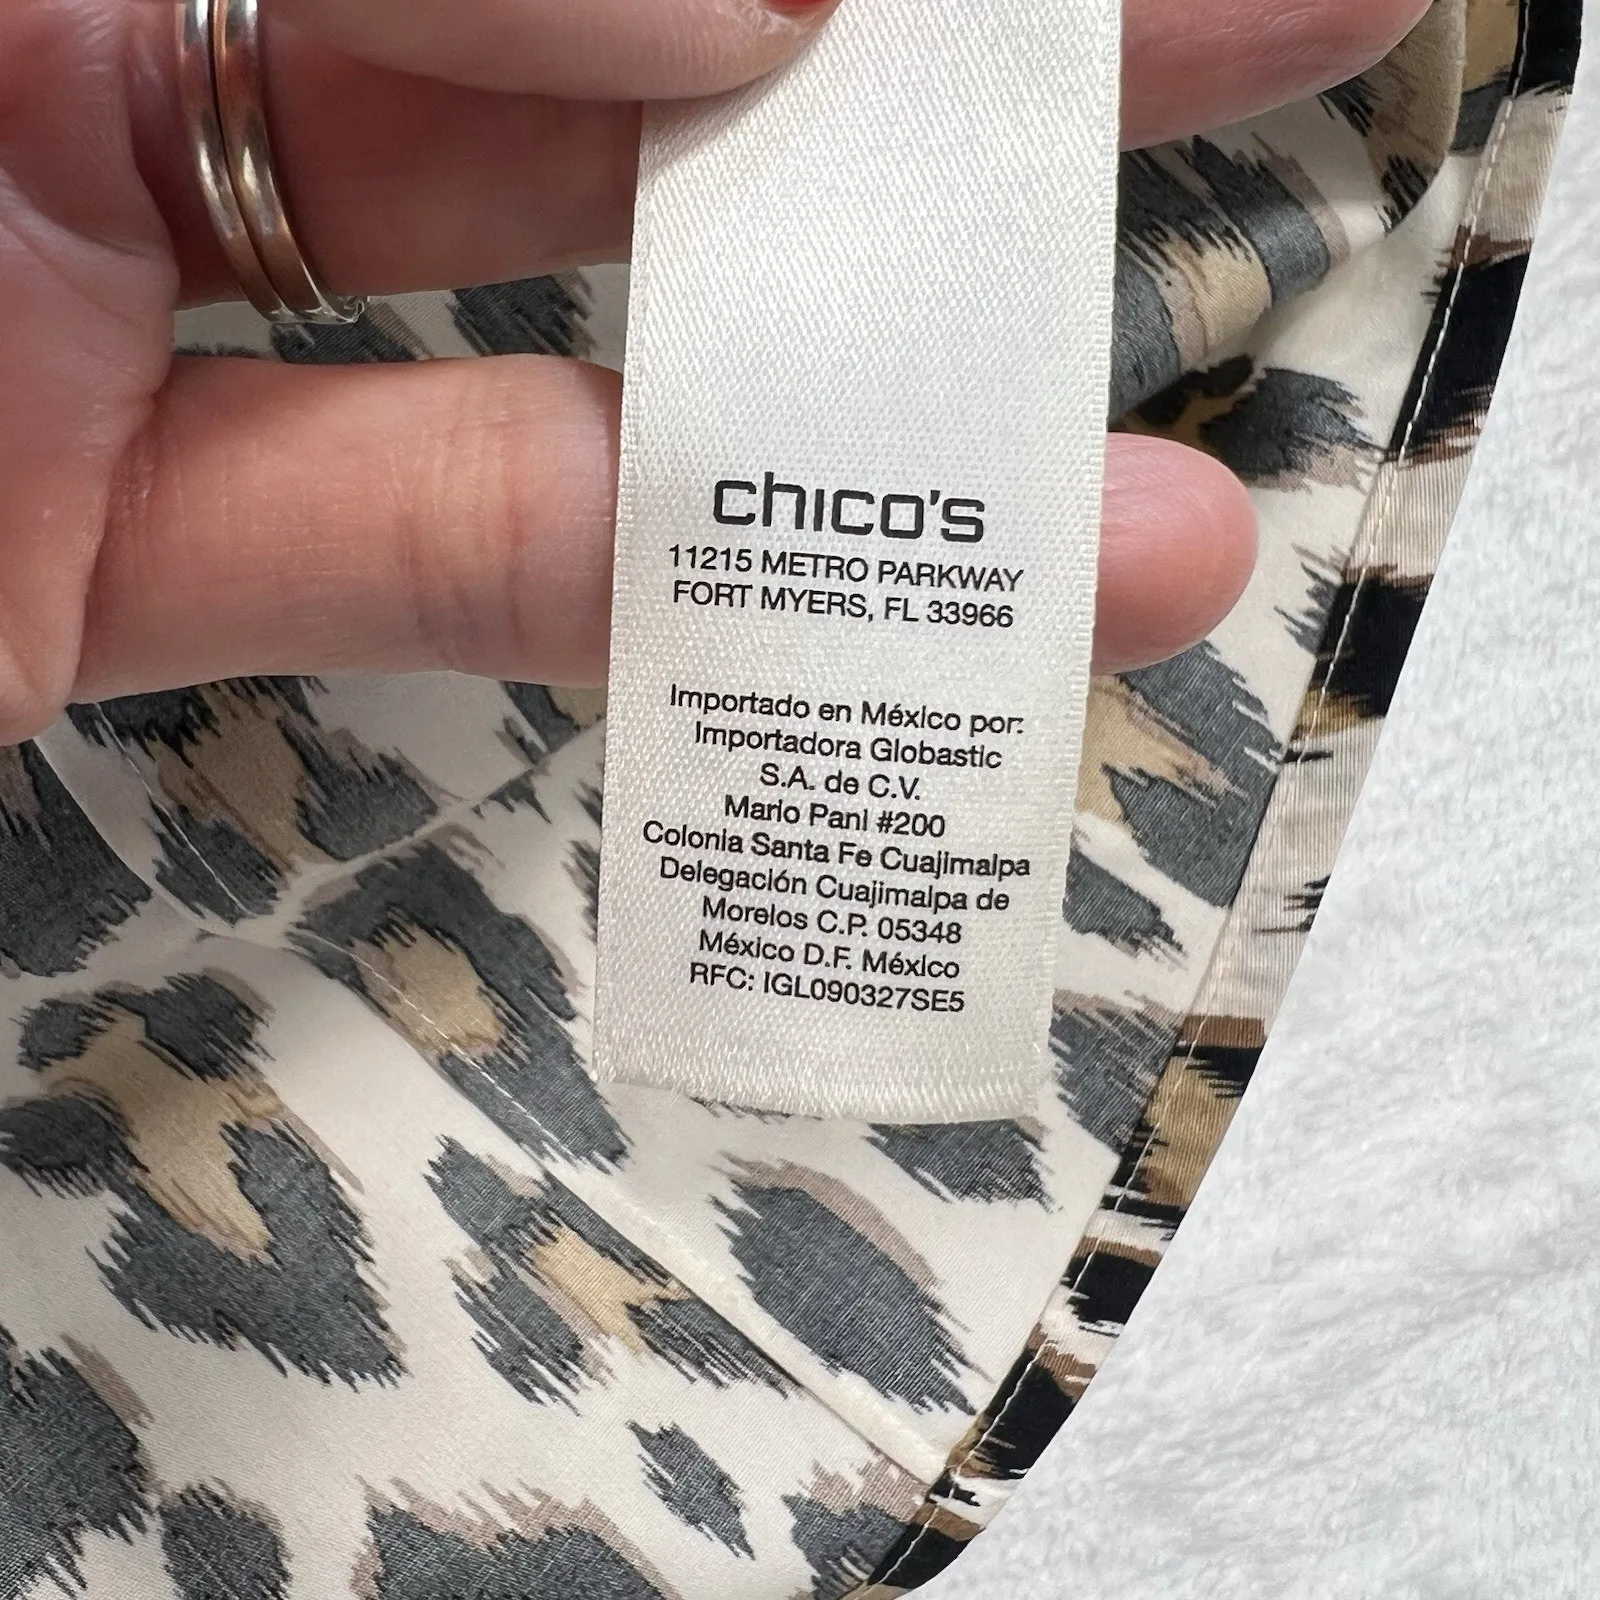 chico's
11215 METRO PARKWAY
FORT MYERS, FL 33966
Importado en México por:
Importadora Globastic
S.A. de C.V.
Mario Pani #200
Colonia Santa Fe Cuajimalpa
Delegación Cuajimalpa de
Morelos C.P. 05348
México D.F. México
RFC: IGL090327SE5